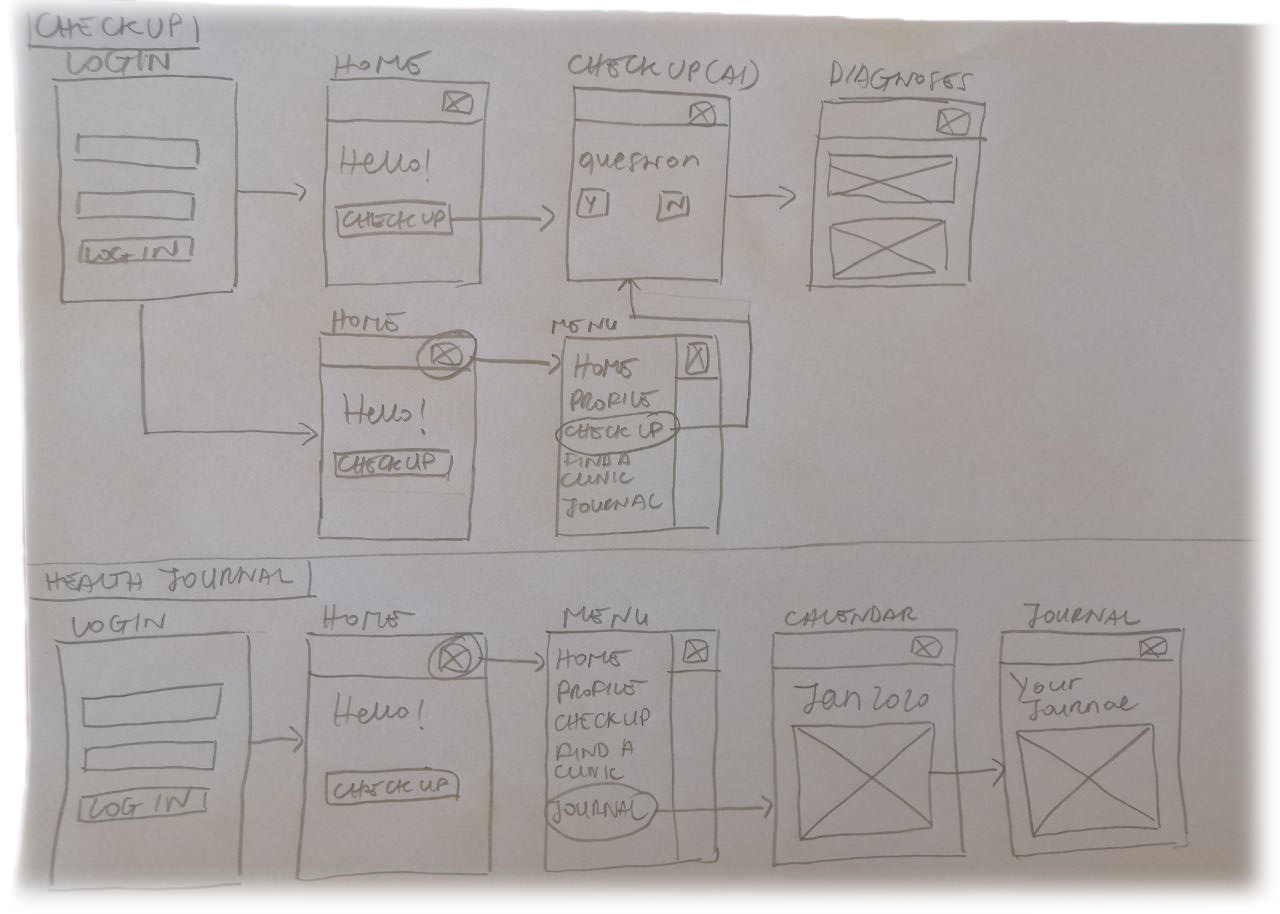 CHECKUP
LOGIN
HOME
CHECKUP(AI)
DIAGNOSES
LOG IN
Hello!
CHECKUP
question
Y
N
HOME
Hello!
CHECKUP
MENU
HOME
PROFILE
CHECKUP
FIND A
CLINIC
JOURNAL
HEALTH JOURNAL
LOGIN
HOME
MENU
CALENDAR
JOURNAL
LOG IN
Hello!
CHECKUP
HOME
PROFILE
CHECKUP
FIND A
CLINIC
JOURNAL
Jan 2020
Your
Journal